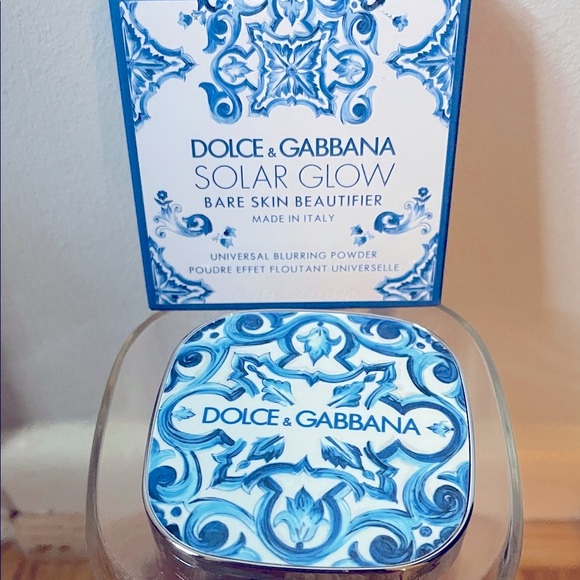 DOLCE & GABBANA
SOLAR GLOW
BARE SKIN BEAUTIFIER
MADE IN ITALY
UNIVERSAL BLURRING POWDER
POUDRE EFFET FLOUTANT UNIVERSELLE
DOLCE & GABBANA